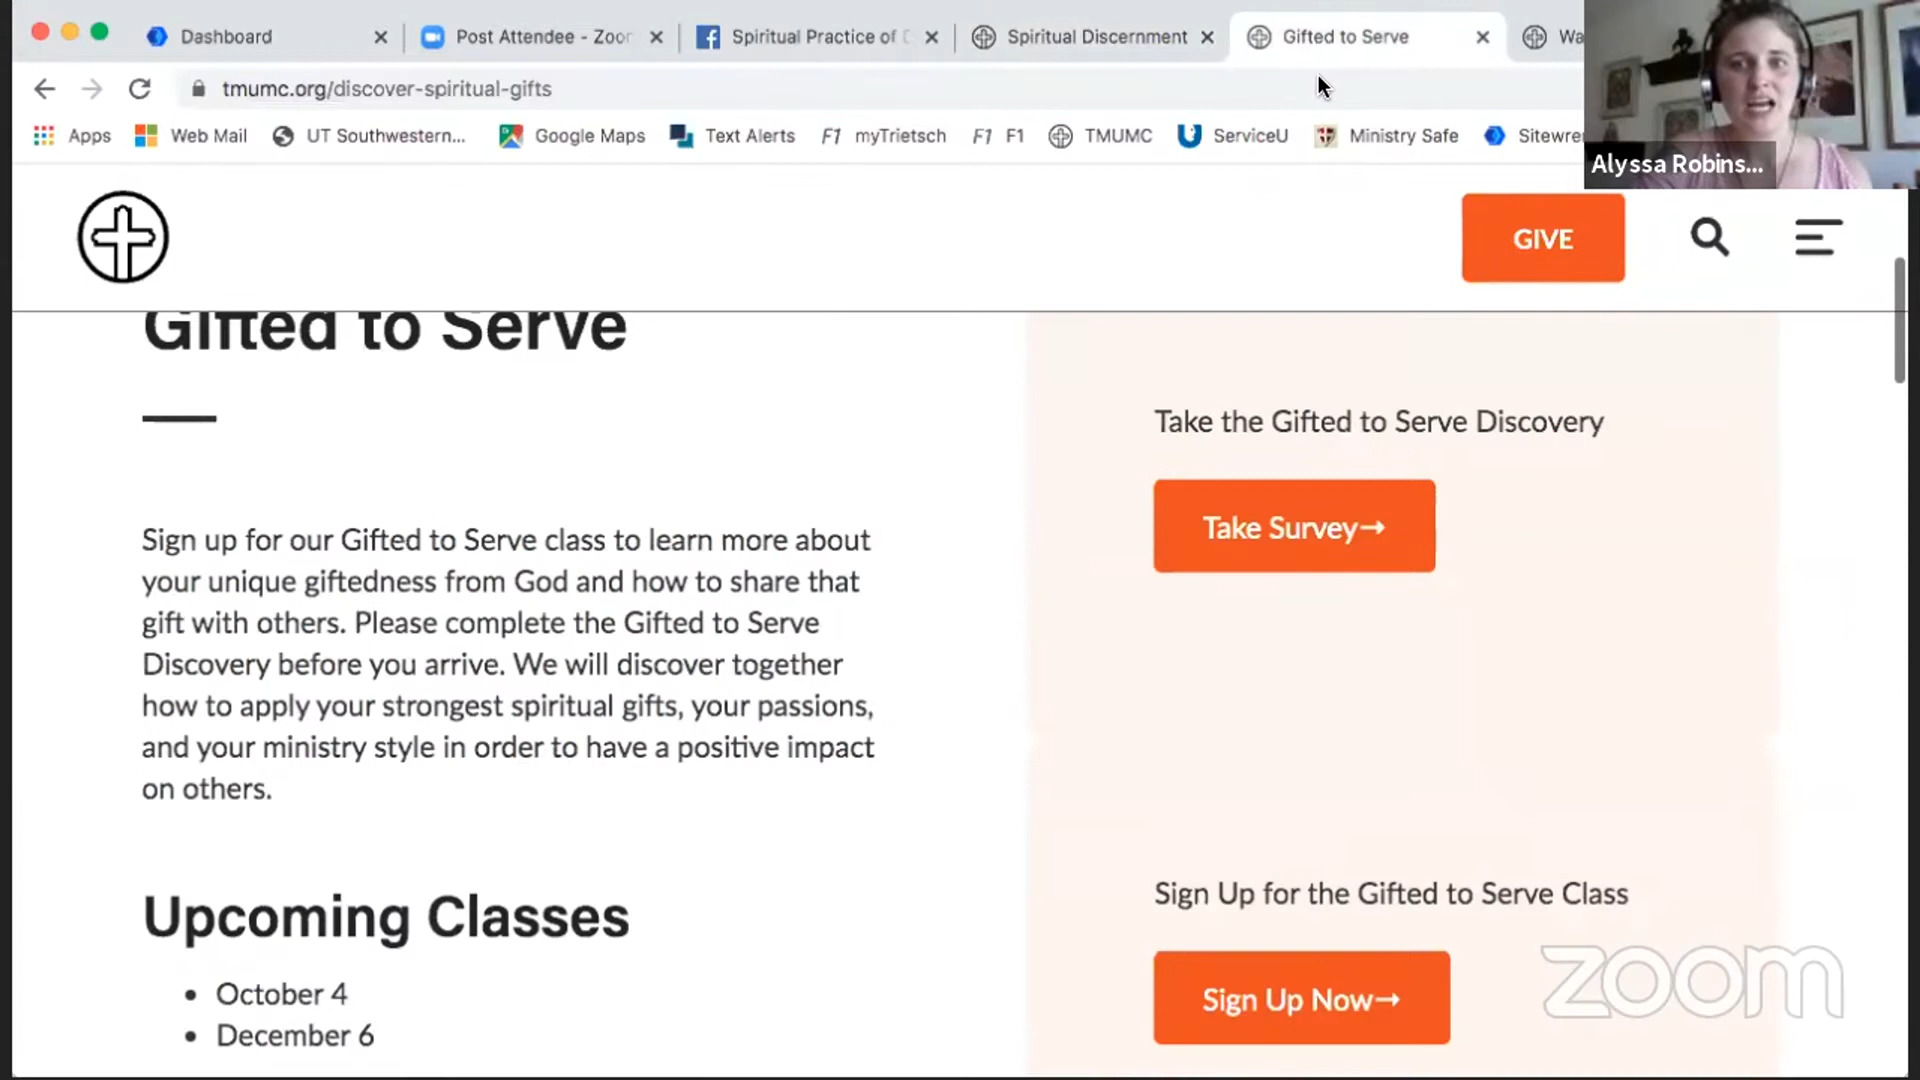 Dashboard
Post Attendee - Zoor
Spiritual Practice of D
Spiritual Discernment
Gifted to Serve
Wa
tmumc.org/discover-spiritual-gifts
Apps
Web Mail
UT Southwestern...
Google Maps
Text Alerts
F1 myTrietsch
F1 F1
TMUMC
ServiceU
Ministry Safe
Sitewre
Alyssa Robins...
GIVE
Gifted to Serve
Take the Gifted to Serve Discovery
Take Survey→
Sign up for our Gifted to Serve class to learn more about
your unique giftedness from God and how to share that
gift with others. Please complete the Gifted to Serve
Discovery before you arrive. We will discover together
how to apply your strongest spiritual gifts, your passions,
and your ministry style in order to have a positive impact
on others.
Upcoming Classes
• October 4
• December 6
Sign Up for the Gifted to Serve Class
Sign Up Now→
zoom